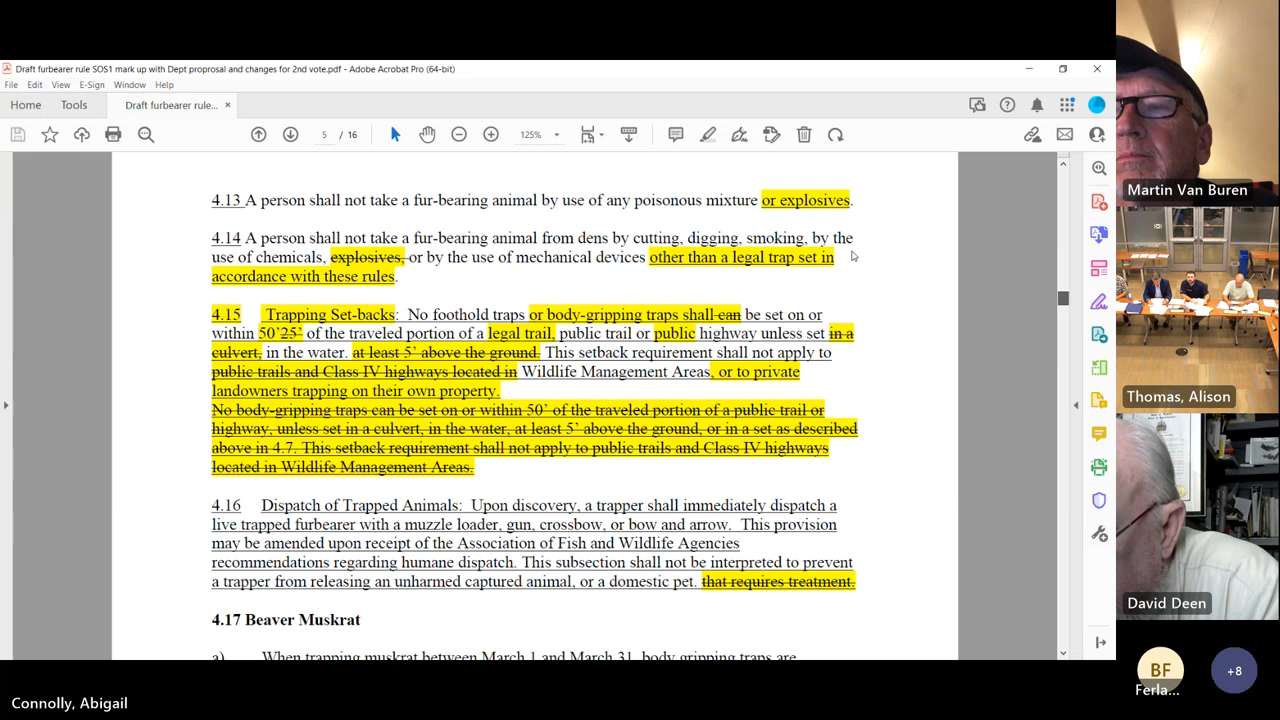 Draft furbearer rule SOS1 mark up with Dept proprosal and changes for 2nd vote.pdf - Adobe Acrobat Pro (64-bit)
File Edit View E-Sign Window Help
Home Tools Draft furbearer rule... ×
5 / 16 125%
4.13 A person shall not take a fur-bearing animal by use of any poisonous mixture or explosives.
4.14 A person shall not take a fur-bearing animal from dens by cutting, digging, smoking, by the
use of chemicals, explosives, or by the use of mechanical devices other than a legal trap set in
accordance with these rules.
4.15 Trapping Set-backs: No foothold traps or body-gripping traps shall can be set on or
within 50’25’ of the traveled portion of a legal trail, public trail or public highway unless set in a
culvert, in the water. at least 5’ above the ground. This setback requirement shall not apply to
public trails and Class IV highways located in Wildlife Management Areas, or to private
landowners trapping on their own property.
No body-gripping traps can be set on or within 50’ of the traveled portion of a public trail or
highway, unless set in a culvert, in the water, at least 5’ above the ground, or in a set as described
above in 4.7. This setback requirement shall not apply to public trails and Class IV highways
located in Wildlife Management Areas.
4.16 Dispatch of Trapped Animals: Upon discovery, a trapper shall immediately dispatch a
live trapped furbearer with a muzzle loader, gun, crossbow, or bow and arrow. This provision
may be amended upon receipt of the Association of Fish and Wildlife Agencies
recommendations regarding humane dispatch. This subsection shall not be interpreted to prevent
a trapper from releasing an unharmed captured animal, or a domestic pet. that requires treatment.
4.17 Beaver Muskrat
a) When trapping muskrat between March 1 and March 31, body gripping traps are
Martin Van Buren
Thomas, Alison
David Deen
BF
Ferla...
+8
Connolly, Abigail